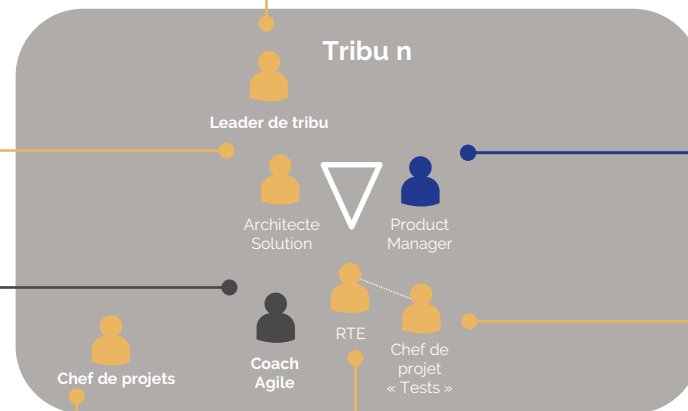 Tribu n
Leader de tribu
Architecte
Solution
Product
Manager
RTE
Chef de
projet
« Tests »
Coach
Agile
Chef de projets